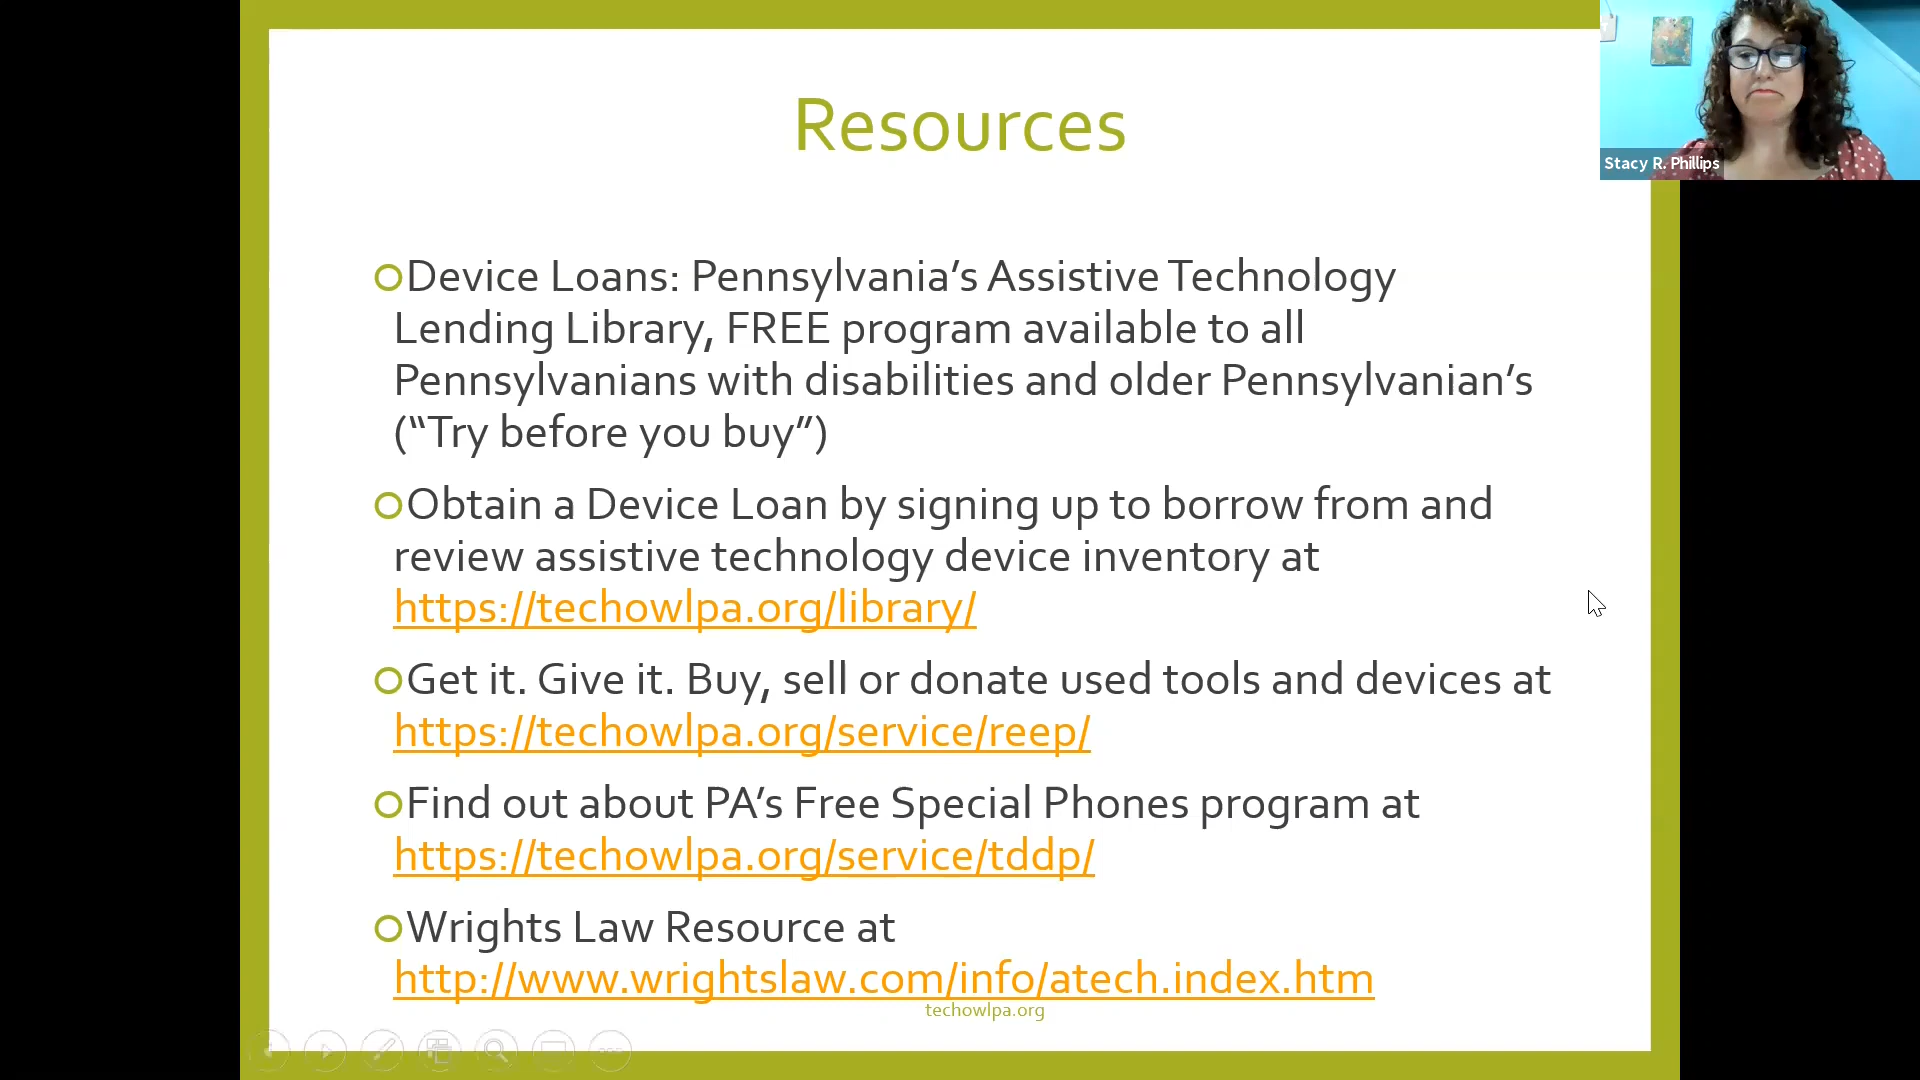 Resources
Stacy R. Phillips
Device Loans: Pennsylvania’s Assistive Technology
Lending Library, FREE program available to all
Pennsylvanians with disabilities and older Pennsylvanian’s
(“Try before you buy”)
Obtain a Device Loan by signing up to borrow from and
review assistive technology device inventory at
https://techowlpa.org/library/
Get it. Give it. Buy, sell or donate used tools and devices at
https://techowlpa.org/service/reep/
Find out about PA’s Free Special Phones program at
https://techowlpa.org/service/tddp/
Wrights Law Resource at
http://www.wrightslaw.com/info/atech.index.htm
techowlpa.org